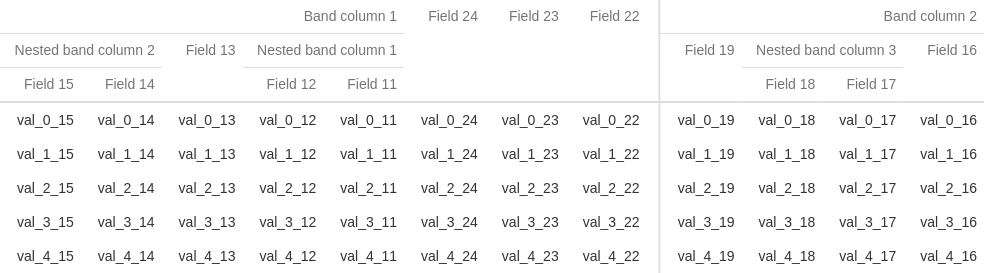 Band column 1 Field 24 Field 23 Field 22 Band column 2
Nested band column 2 Field 13 Nested band column 1 Field 19 Nested band column 3 Field 16
Field 15 Field 14 Field 12 Field 11 Field 18 Field 17
val_0_15 val_0_14 val_0_13 val_0_12 val_0_11 val_0_24 val_0_23 val_0_22 val_0_19 val_0_18 val_0_17 val_0_16
val_1_15 val_1_14 val_1_13 val_1_12 val_1_11 val_1_24 val_1_23 val_1_22 val_1_19 val_1_18 val_1_17 val_1_16
val_2_15 val_2_14 val_2_13 val_2_12 val_2_11 val_2_24 val_2_23 val_2_22 val_2_19 val_2_18 val_2_17 val_2_16
val_3_15 val_3_14 val_3_13 val_3_12 val_3_11 val_3_24 val_3_23 val_3_22 val_3_19 val_3_18 val_3_17 val_3_16
val_4_15 val_4_14 val_4_13 val_4_12 val_4_11 val_4_24 val_4_23 val_4_22 val_4_19 val_4_18 val_4_17 val_4_16